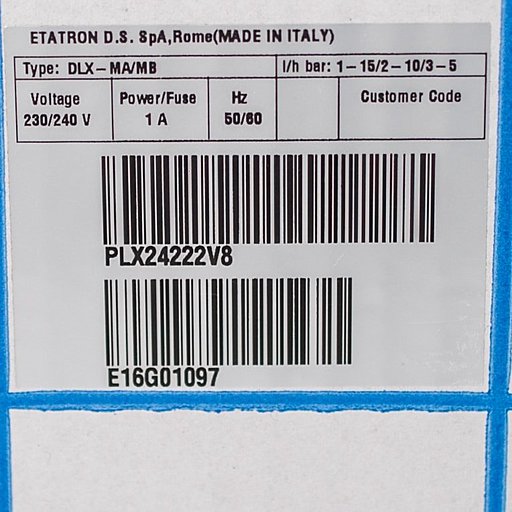 ETATRON D.S. SpA,Rome(MADE IN ITALY)
Type: DLX-MA/MB l/h bar: 1-15/2-10/3-5
Voltage Power/Fuse Hz Customer Code
230/240 V 1 A 50/60
PLX24222V8
E16G01097